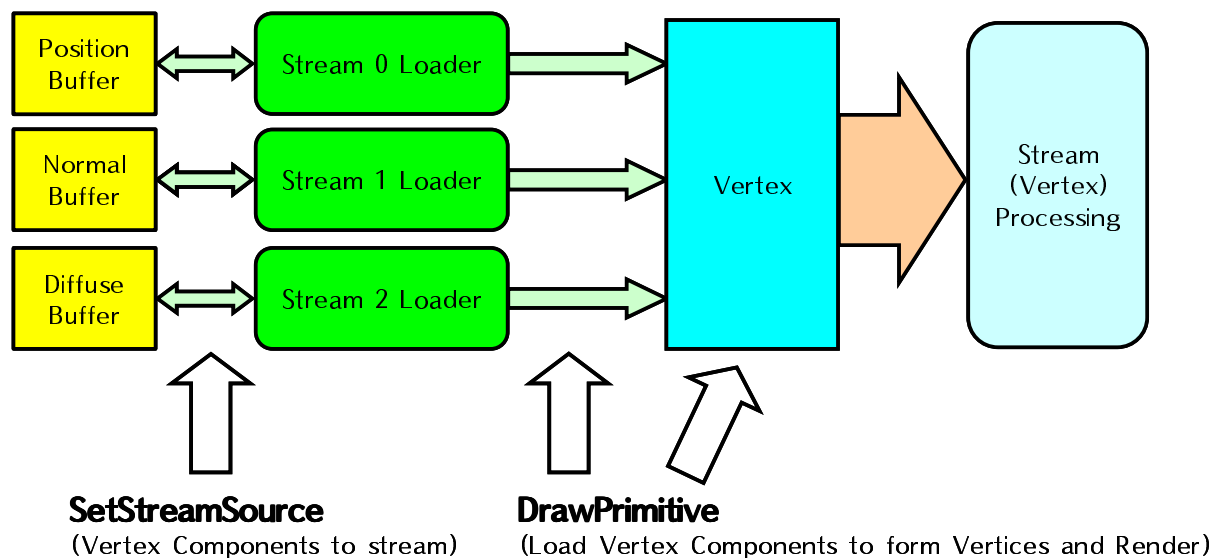 Position
Buffer
Stream 0 Loader
Normal
Buffer
Stream 1 Loader
Diffuse
Buffer
Stream 2 Loader
Vertex
Stream
(Vertex)
Processing
SetStreamSource
(Vertex Components to stream)
DrawPrimitive
(Load Vertex Components to form Vertices and Render)